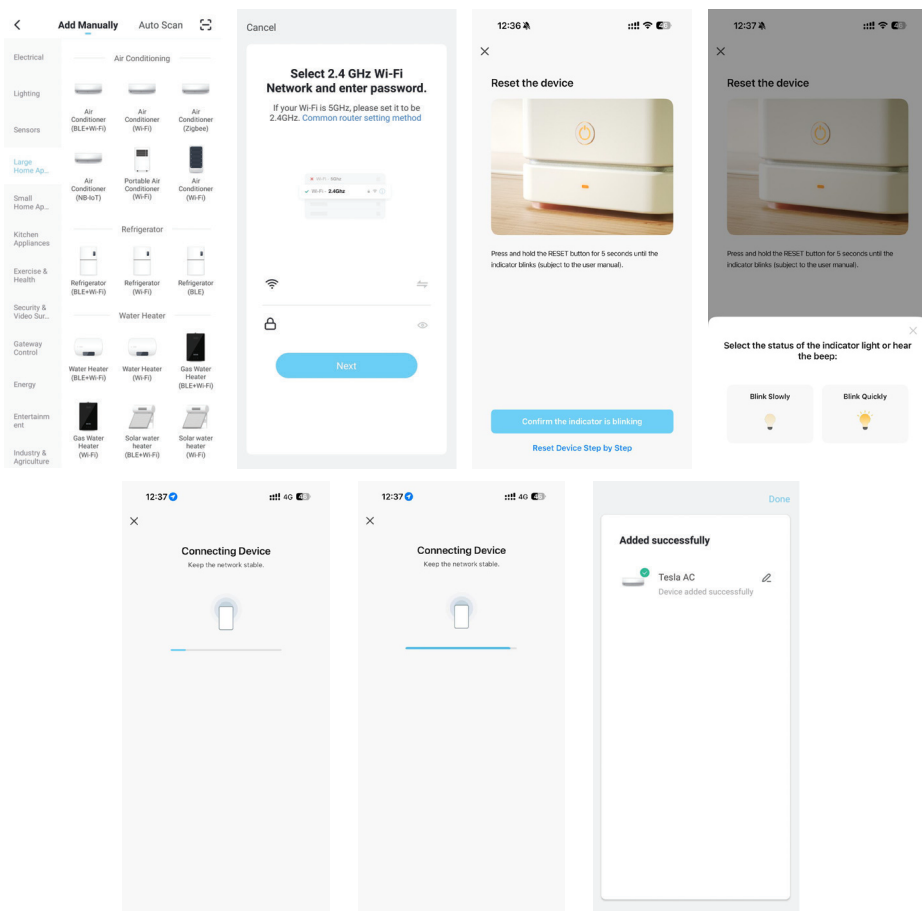 Add Manually
Auto Scan
Electrical
Lighting
Sensors
Large
Home Ap...
Small
Home Ap...
Kitchen
Appliances
Exercise &
Health
Security &
Video Sur...
Gateway
Control
Energy
Entertainm
ent
Industry &
Agriculture
Air Conditioning
Air
Conditioner
(BLE+Wi-Fi)
Air
Conditioner
(Wi-Fi)
Air
Conditioner
(Zigbee)
Air
Conditioner
(NB-IoT)
Portable Air
Conditioner
(Wi-Fi)
Air
Conditioner
(Wi-Fi)
Refrigerator
Refrigerator
(BLE+Wi-Fi)
Refrigerator
(Wi-Fi)
Refrigerator
(BLE)
Water Heater
Water Heater
(BLE+Wi-Fi)
Water Heater
(Wi-Fi)
Gas Water
Heater
(BLE+Wi-Fi)
Gas Water
Heater
(Wi-Fi)
Solar water
heater
(BLE+Wi-Fi)
Solar water
heater
(Wi-Fi)
Cancel
Select 2.4 GHz Wi-Fi
Network and enter password.
If your Wi-Fi is 5GHz, please set it to be
2.4GHz. Common router setting method
Wi-Fi - 5Ghz
Wi-Fi - 2.4Ghz
Next
12:36
Reset the device
Press and hold the RESET button for 5 seconds until the
indicator blinks (subject to the user manual).
Confirm the indicator is blinking
Reset Device Step by Step
12:37
Reset the device
Press and hold the RESET button for 5 seconds until the
indicator blinks (subject to the user manual).
Select the status of the indicator light or hear
the beep:
Blink Slowly
Blink Quickly
12:37
4G
Connecting Device
Keep the network stable.
12:37
4G
Connecting Device
Keep the network stable.
Done
Added successfully
Tesla AC
Device added successfully